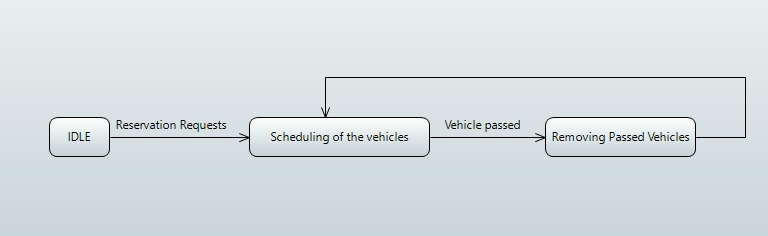 IDLE
Reservation Requests
Scheduling of the vehicles
Vehicle passed
Removing Passed Vehicles